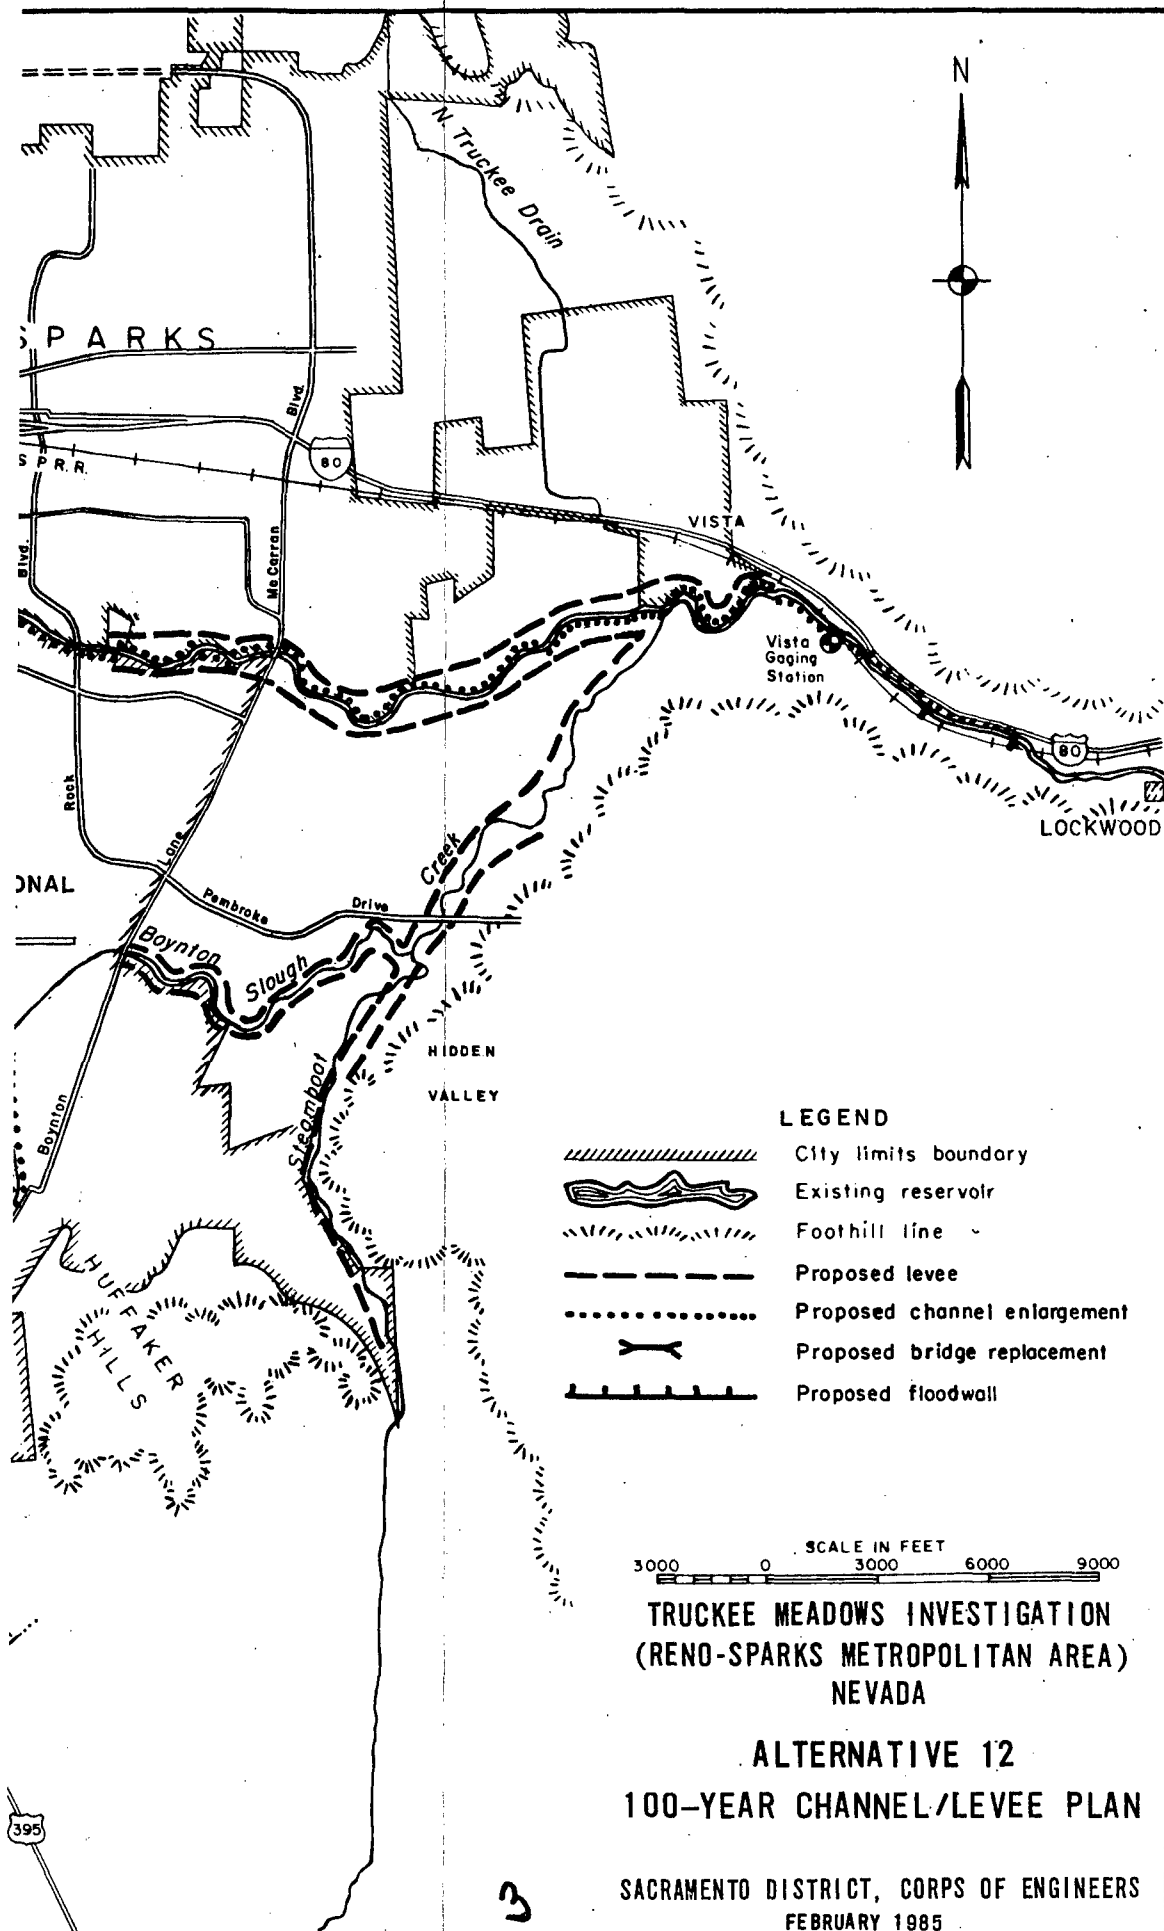 N
N. Truckee Drain
SPARKS
Blvd.
80
S P.R.R.
VISTA
Blvd.
Mc Carran
Vista
Gaging
Station
80
LOCKWOOD
Rock
Lane
ONAL
Creek
Pembroke Drive
Boynton
Slough
HIDDEN
VALLEY
Steamboat
Boynton
HUFFAKER
HILLS
LEGEND
City limits boundary
Existing reservoir
Foothill line
Proposed levee
Proposed channel enlargement
Proposed bridge replacement
Proposed floodwall
SCALE IN FEET
3000 0 3000 6000 9000
TRUCKEE MEADOWS INVESTIGATION
(RENO-SPARKS METROPOLITAN AREA)
NEVADA
ALTERNATIVE 12
100-YEAR CHANNEL/LEVEE PLAN
395
3
SACRAMENTO DISTRICT, CORPS OF ENGINEERS
FEBRUARY 1985